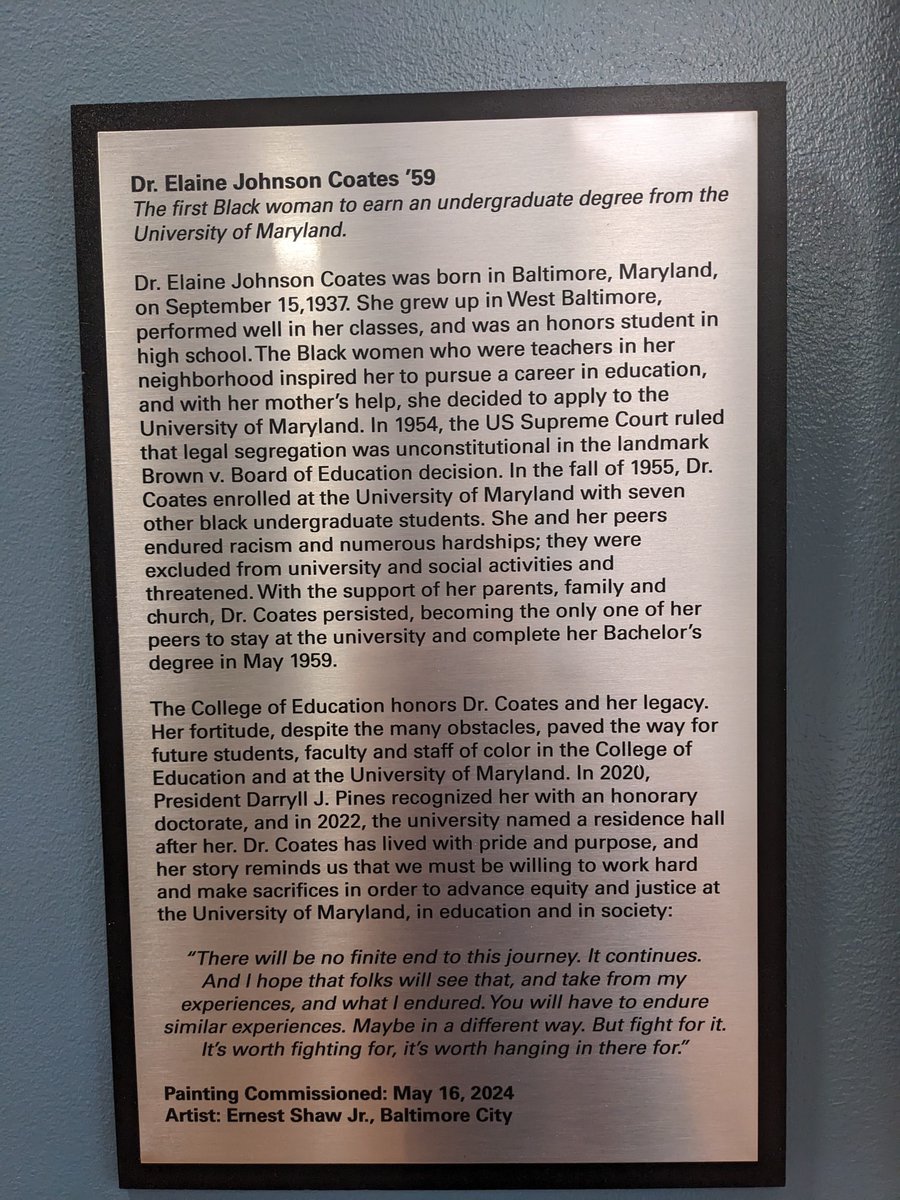 Dr. Elaine Johnson Coates '59
The first Black woman to earn an undergraduate degree from the
University of Maryland.
Dr. Elaine Johnson Coates was born in Baltimore, Maryland,
on September 15,1937. She grew up in West Baltimore,
performed well in her classes, and was an honors student in
high school. The Black women who were teachers in her
neighborhood inspired her to pursue a career in education,
and with her mother's help, she decided to apply to the
University of Maryland. In 1954, the US Supreme Court ruled
that legal segregation was unconstitutional in the landmark
Brown v. Board of Education decision. In the fall of 1955, Dr.
Coates enrolled at the University of Maryland with seven
other black undergraduate students. She and her peers
endured racism and numerous hardships; they were
excluded from university and social activities and
threatened. With the support of her parents, family and
church, Dr. Coates persisted, becoming the only one of her
peers to stay at the university and complete her Bachelor's
degree in May 1959.
The College of Education honors Dr. Coates and her legacy.
Her fortitude, despite the many obstacles, paved the way for
future students, faculty and staff of color in the College of
Education and at the University of Maryland. In 2020,
President Darryll J. Pines recognized her with an honorary
doctorate, and in 2022, the university named a residence hall
after her. Dr. Coates has lived with pride and purpose, and
her story reminds us that we must be willing to work hard
and make sacrifices in order to advance equity and justice at
the University of Maryland, in education and in society:
"There will be no finite end to this journey. It continues.
And I hope that folks will see that, and take from my
experiences, and what I endured. You will have to endure
similar experiences. Maybe in a different way. But fight for it.
It's worth fighting for, it's worth hanging in there for."
Painting Commissioned: May 16, 2024
Artist: Ernest Shaw Jr., Baltimore City